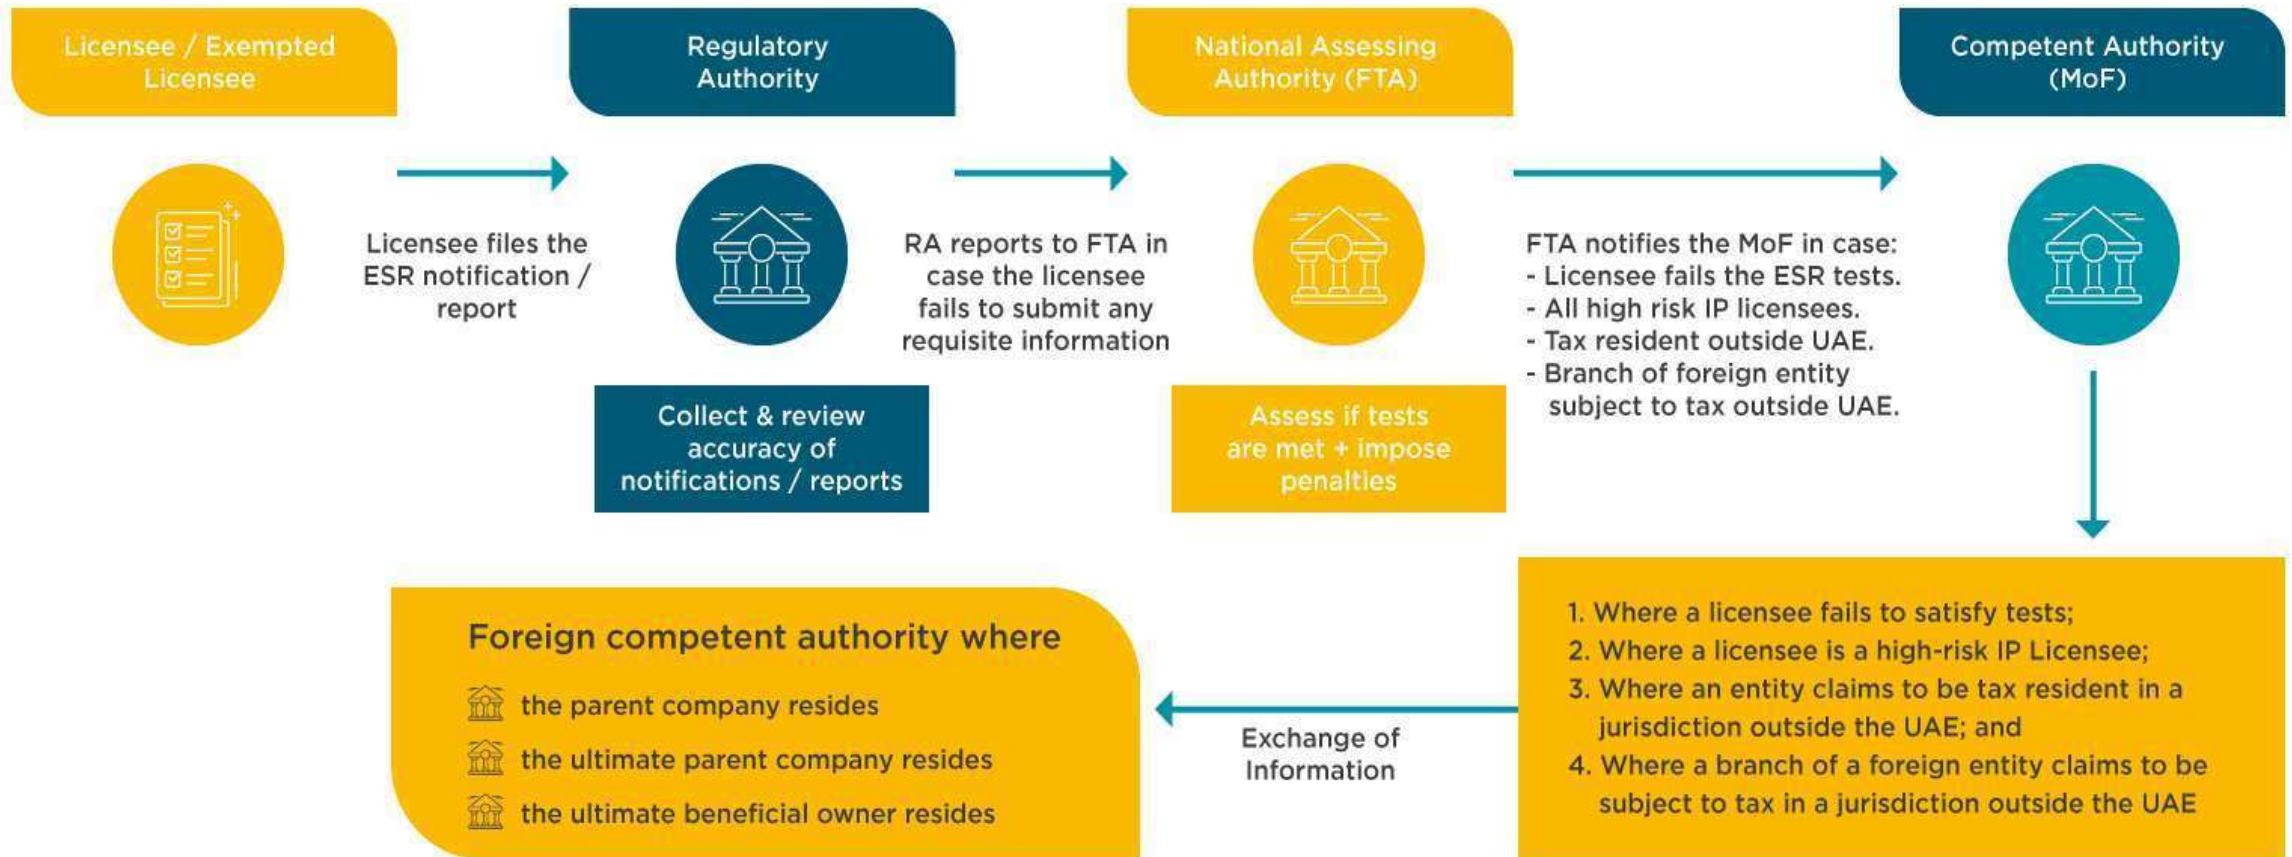 Licensee / Exempted
Licensee
Regulatory
Authority
National Assessing
Authority (FTA)
Competent Authority
(MoF)
Licensee files the
ESR notification /
report
RA reports to FTA in
case the licensee
fails to submit any
requisite information
FTA notifies the MoF in case:
- Licensee fails the ESR tests.
- All high risk IP licensees.
- Tax resident outside UAE.
- Branch of foreign entity
subject to tax outside UAE.
Collect & review
accuracy of
notifications / reports
Assess if tests
are met + impose
penalties
1. Where a licensee fails to satisfy tests;
2. Where a licensee is a high-risk IP Licensee;
3. Where an entity claims to be tax resident in a
jurisdiction outside the UAE; and
4. Where a branch of a foreign entity claims to be
subject to tax in a jurisdiction outside the UAE
Exchange of
Information
Foreign competent authority where
the parent company resides
the ultimate parent company resides
the ultimate beneficial owner resides